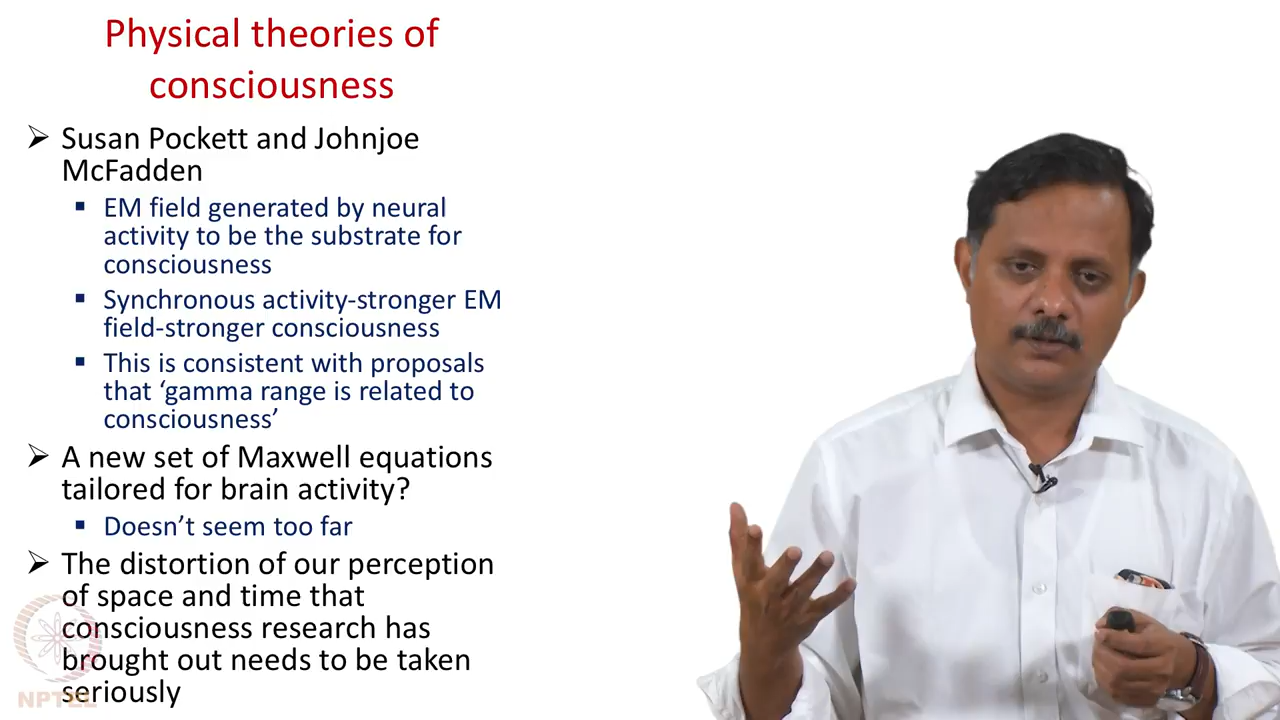 Physical theories of
consciousness
Susan Pockett and Johnjoe
McFadden
EM field generated by neural
activity to be the substrate for
consciousness
Synchronous activity-stronger EM
field-stronger consciousness
This is consistent with proposals
that ‘gamma range is related to
consciousness’
A new set of Maxwell equations
tailored for brain activity?
Doesn’t seem too far
The distortion of our perception
of space and time that
consciousness research has
brought out needs to be taken
seriously
NPTEL